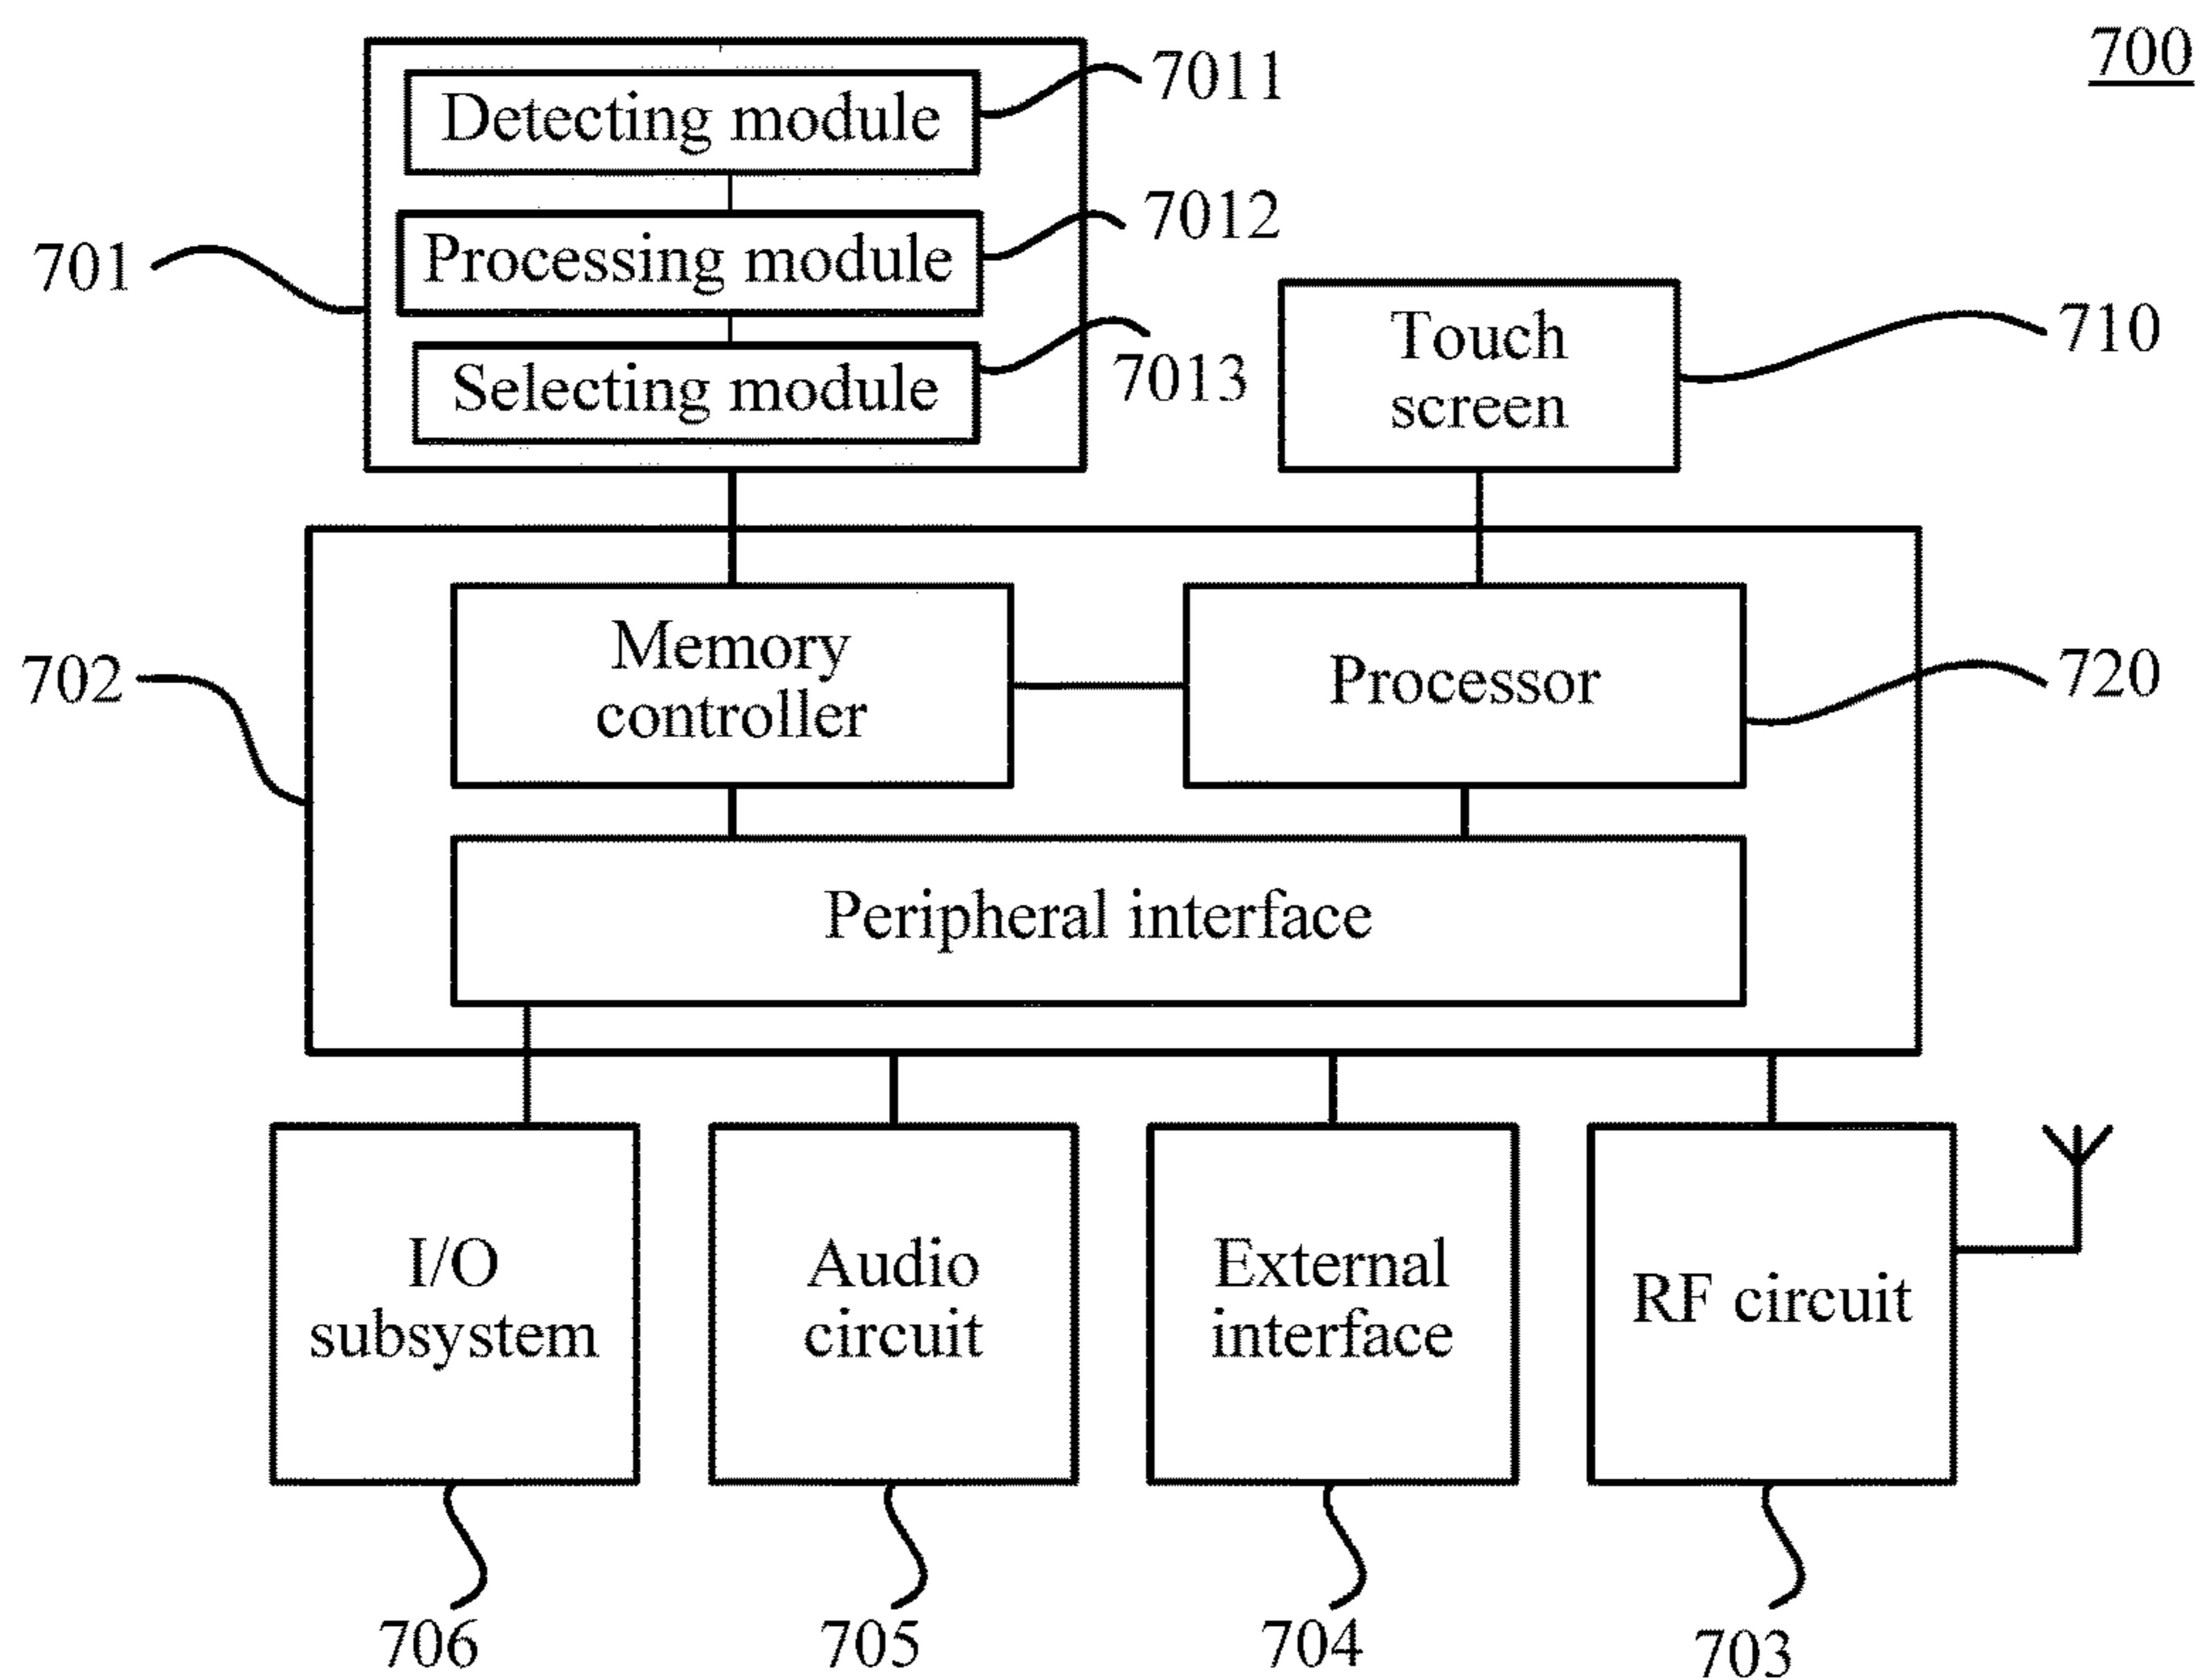 700
7011
Detecting module
7012
Processing module
701
7013
Selecting module
Touch
screen
710
702
Memory
controller
Processor
720
Peripheral interface
I/O
subsystem
Audio
circuit
External
interface
RF circuit
706
705
704
703